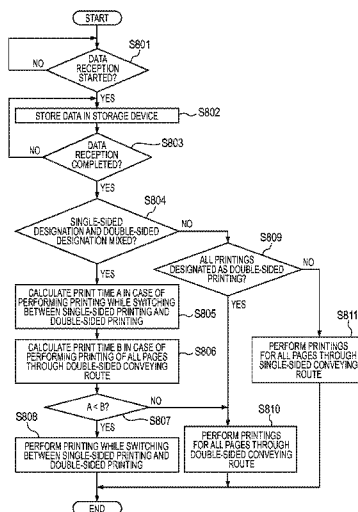 START
S801
DATA
RECEPTION
STARTED?
NO
YES
S802
STORE DATA IN STORAGE DEVICE
S803
DATA
RECEPTION
COMPLETED?
NO
YES
S804
SINGLE-SIDED
DESIGNATION AND DOUBLE-SIDED
DESIGNATION MIXED?
NO
YES
S809
ALL PRINTINGS
DESIGNATED AS DOUBLE-SIDED
PRINTING?
NO
YES
CALCULATE PRINT TIME A IN CASE OF
PERFORMING PRINTING WHILE SWITCHING
BETWEEN SINGLE-SIDED PRINTING AND
DOUBLE-SIDED PRINTING
S805
S811
PERFORM PRINTINGS
FOR ALL PAGES THROUGH
SINGLE-SIDED CONVEYING
ROUTE
CALCULATE PRINT TIME B IN CASE OF
PERFORMING PRINTING OF ALL PAGES
THROUGH DOUBLE-SIDED CONVEYING
ROUTE
S806
A < B?
NO
S807
YES
S808
PERFORM PRINTING WHILE SWITCHING
BETWEEN SINGLE-SIDED PRINTING AND
DOUBLE-SIDED PRINTING
S810
PERFORM PRINTINGS
FOR ALL PAGES THROUGH
DOUBLE-SIDED CONVEYING
ROUTE
END